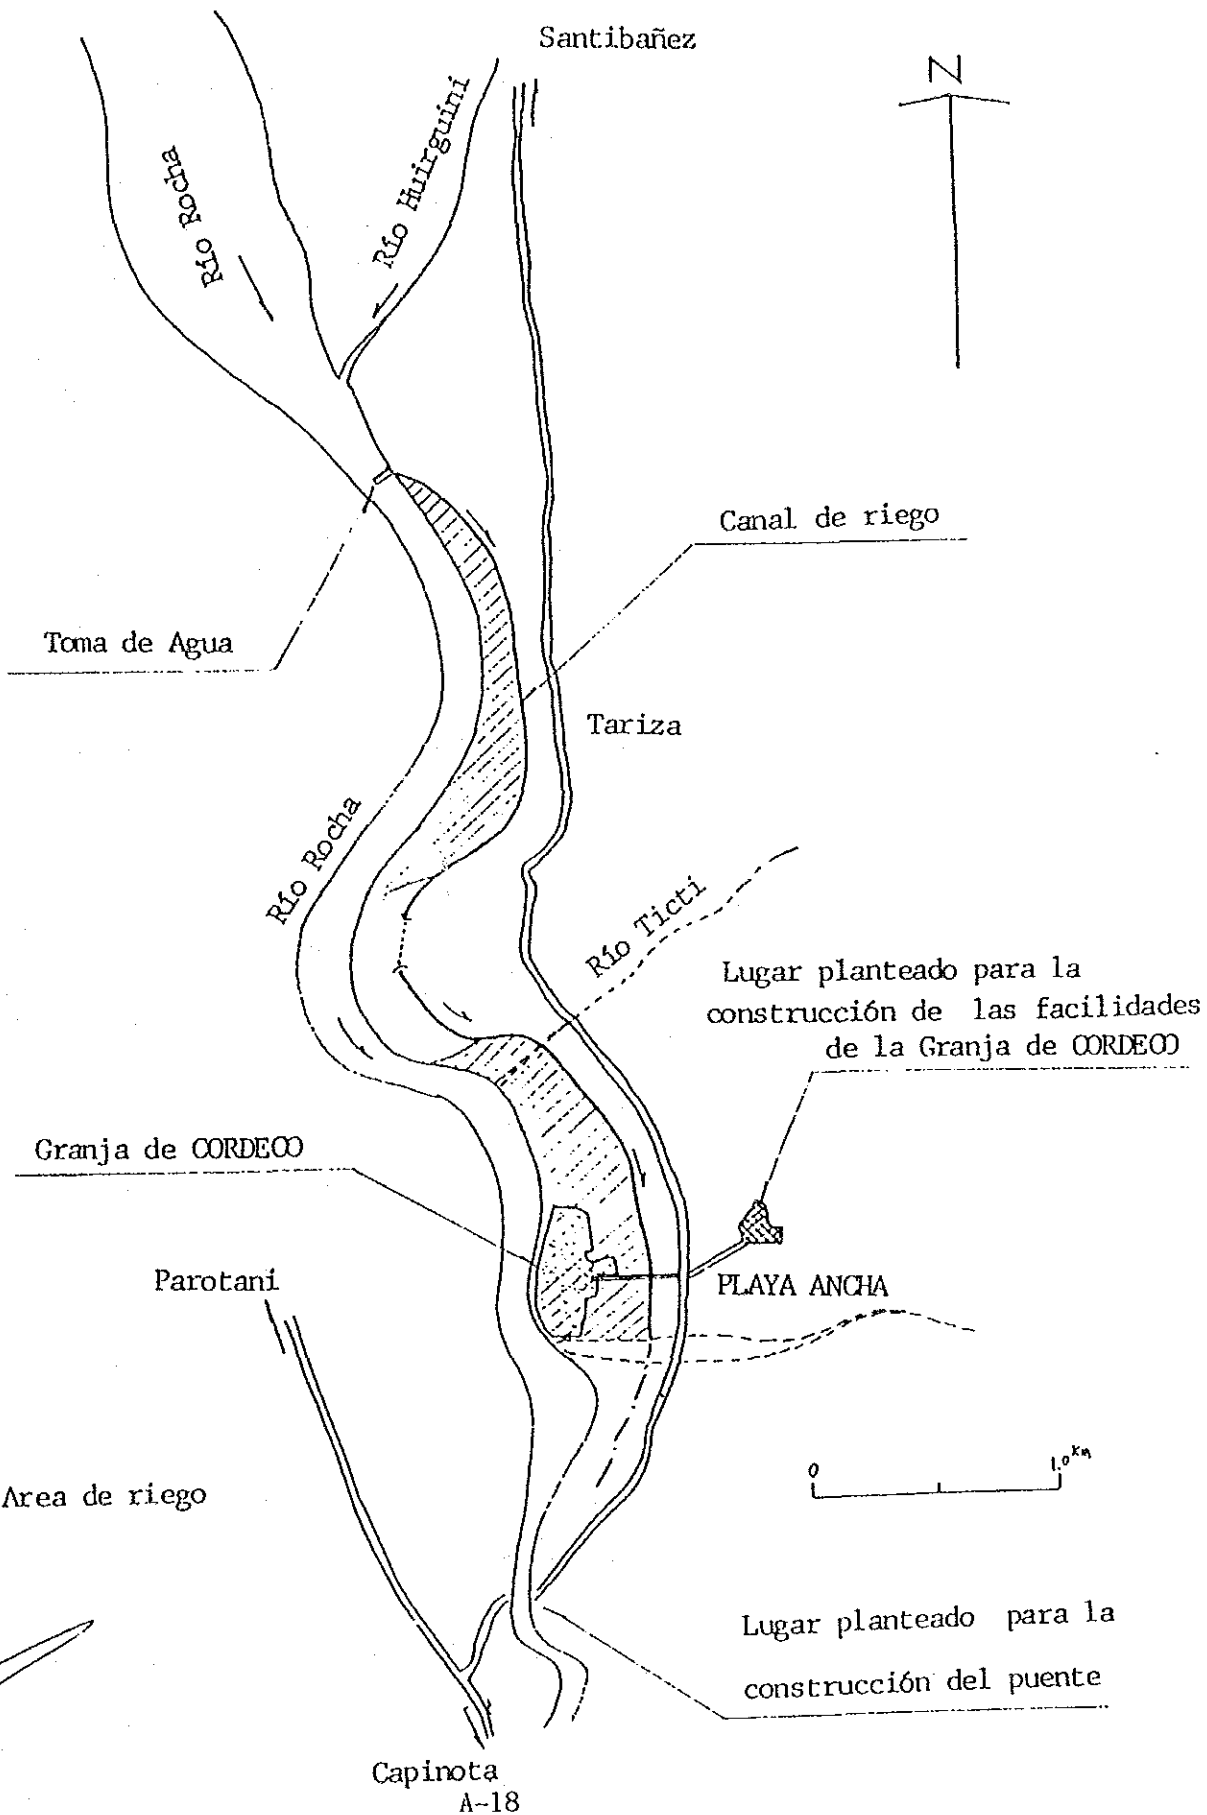 Santibañez
N
Río Rocha
Río Huirguini
Canal de riego
Toma de Agua
Tariza
Río Rocha
Río Ticti
Lugar planteado para la
construcción de las facilidades
de la Granja de CORDECO
Granja de CORDECO
Parotani
PLAYA ANCHA
0 1.0 km
Area de riego
Lugar planteado para la
construcción del puente
Capinota
A-18